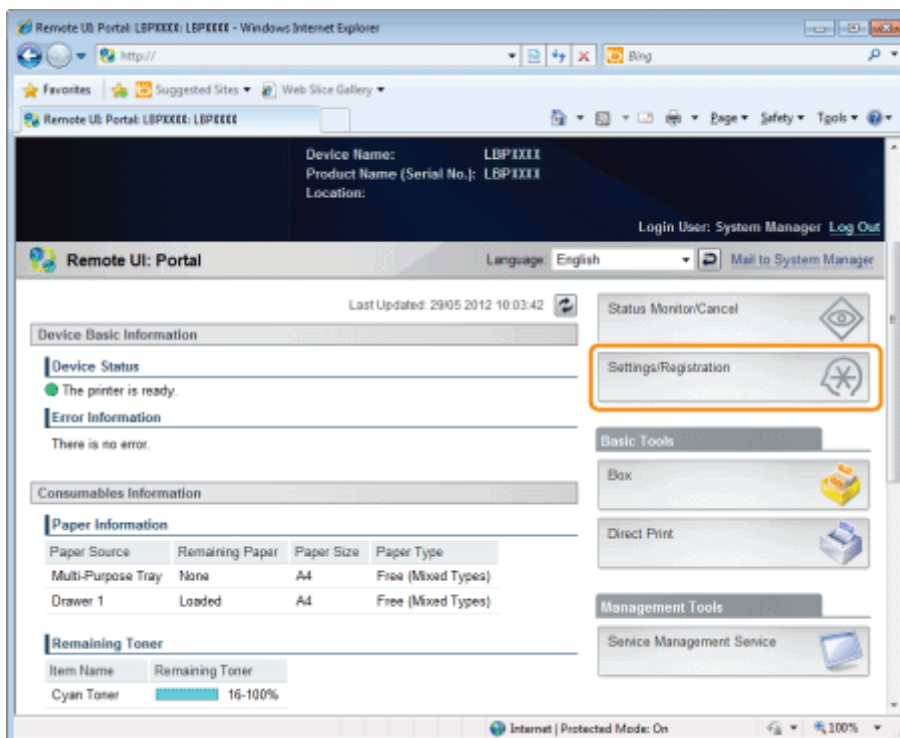 Remote UI: Portal: LBPXXXX: LBPXXXX - Windows Internet Explorer
http://
Bing
Favorites Suggested Sites Web Slice Gallery
Remote UI: Portal: LBPXXXX: LBPXXXX
Page Safety Tools
Device Name: LBPXXXX
Product Name (Serial No.): LBPXXXX
Location:
Login User: System Manager Log Out
Remote UI: Portal
Language: English Mail to System Manager
Last Updated: 29/05 2012 10:03:42
Status Monitor/Cancel
Device Basic Information
Device Status
The printer is ready.
Settings/Registration
Error Information
There is no error.
Basic Tools
Box
Consumables Information
Paper Information
Direct Print
Paper Source Remaining Paper Paper Size Paper Type
Multi-Purpose Tray None A4 Free (Mixed Types)
Drawer 1 Loaded A4 Free (Mixed Types)
Management Tools
Service Management Service
Remaining Toner
Item Name Remaining Toner
Cyan Toner 16-100%
Internet | Protected Mode: On 100%